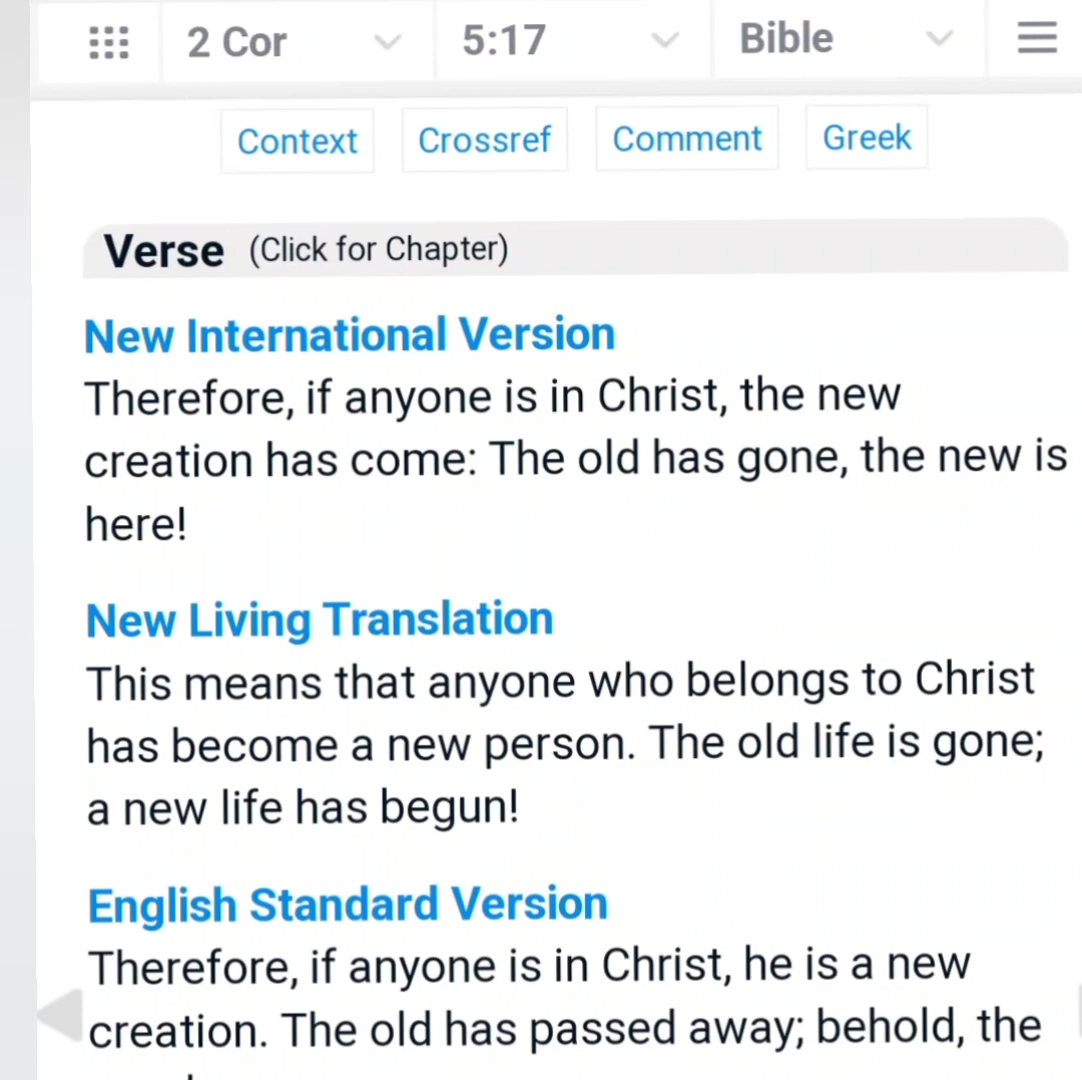 2 Cor 5:17 Bible
Context Crossref Comment Greek
Verse (Click for Chapter)
New International Version
Therefore, if anyone is in Christ, the new
creation has come: The old has gone, the new is
here!
New Living Translation
This means that anyone who belongs to Christ
has become a new person. The old life is gone;
a new life has begun!
English Standard Version
Therefore, if anyone is in Christ, he is a new
creation. The old has passed away; behold, the